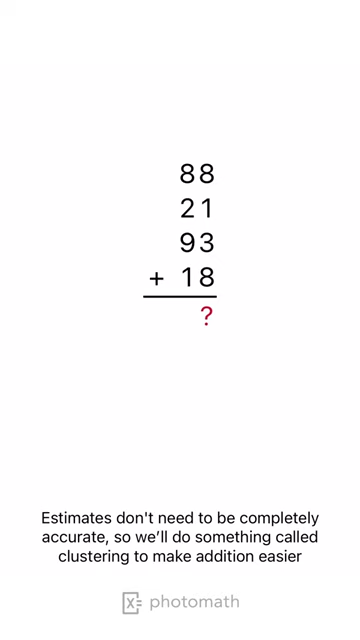 88
21
93
+ 18
?
Estimates don't need to be completely
accurate, so we'll do something called
clustering to make addition easier
photomath